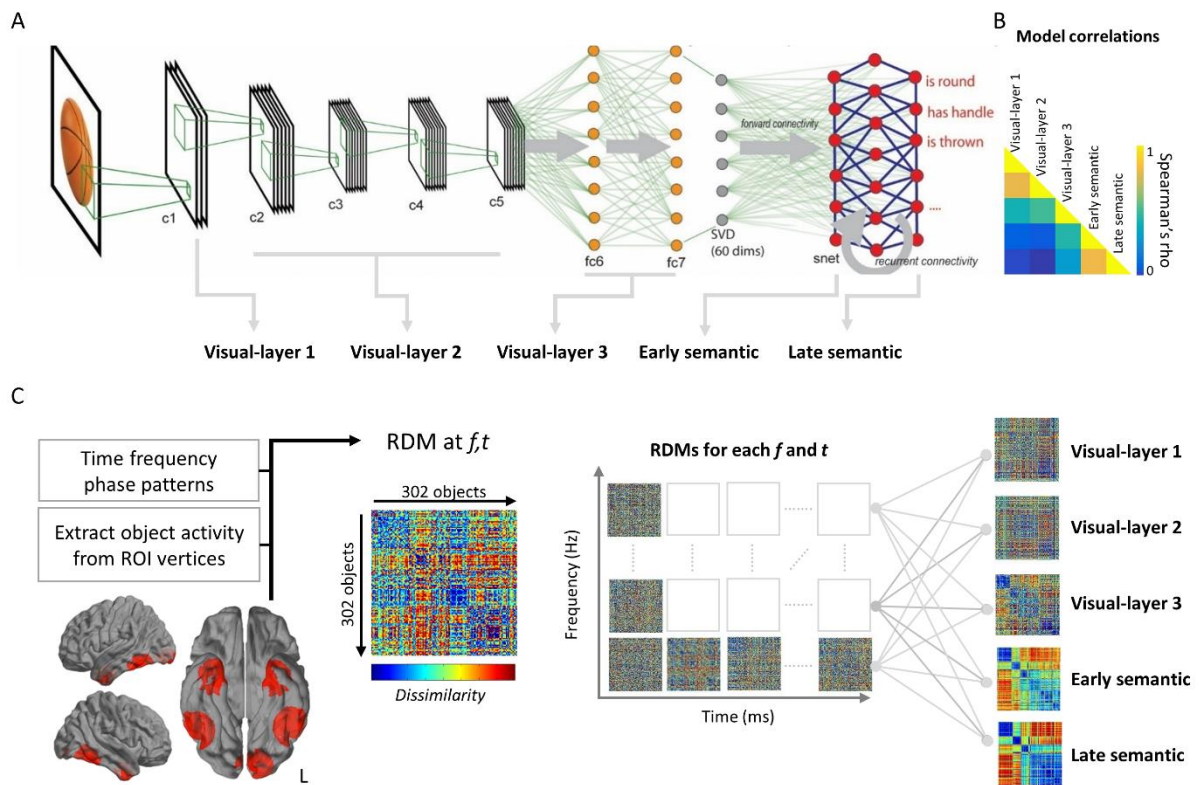 A
c1
c2
c3
c4
c5
fc6
fc7
SVD
(60 dims)
forward connectivity
snet
recurrent connectivity
is round
has handle
is thrown
....
Visual-layer 1
Visual-layer 2
Visual-layer 3
Early semantic
Late semantic
B
Model correlations
Visual-layer 1
Visual-layer 2
Visual-layer 3
Early semantic
Late semantic
1
0
Spearman's rho
C
Time frequency
phase patterns
Extract object activity
from ROI vertices
L
RDM at f,t
302 objects
302 objects
Dissimilarity
RDMs for each f and t
Frequency (Hz)
Time (ms)
Visual-layer 1
Visual-layer 2
Visual-layer 3
Early semantic
Late semantic